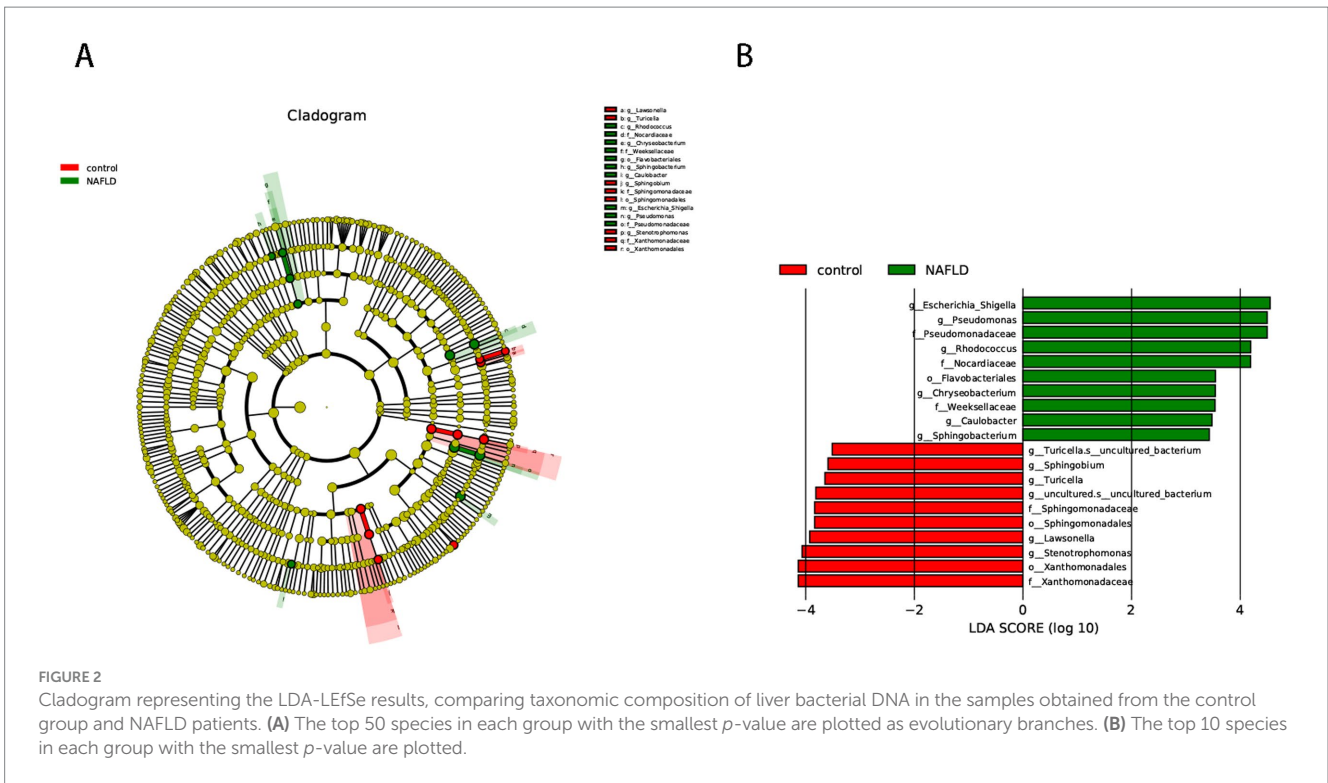 A
Cladogram
control
NAFLD
a: g__Lawsonella
b: g__Turicella
c: g__Rhodococcus
d: f__Nocardiaceae
e: g__Chryseobacterium
f: f__Weeksellaceae
g: o__Flavobacteriales
h: g__Sphingobacterium
i: g__Caulobacter
j: g__Sphingobium
k: f__Sphingomonadaceae
l: o__Sphingomonadales
m: g__Escherichia_Shigella
n: g__Pseudomonas
o: f__Pseudomonadaceae
p: g__Stenotrophomonas
q: f__Xanthomonadaceae
r: o__Xanthomonadales
B
control
NAFLD
g__Escherichia_Shigella
g__Pseudomonas
f__Pseudomonadaceae
g__Rhodococcus
f__Nocardiaceae
o__Flavobacteriales
g__Chryseobacterium
f__Weeksellaceae
g__Caulobacter
g__Sphingobacterium
g__Turicella.s__uncultured_bacterium
g__Sphingobium
g__Turicella
g__uncultured.s__uncultured_bacterium
f__Sphingomonadaceae
o__Sphingomonadales
g__Lawsonella
g__Stenotrophomonas
o__Xanthomonadales
f__Xanthomonadaceae
−4 −2 0 2 4
LDA SCORE (log 10)
FIGURE 2
Cladogram representing the LDA-LEfSe results, comparing taxonomic composition of liver bacterial DNA in the samples obtained from the control
group and NAFLD patients. (A) The top 50 species in each group with the smallest p-value are plotted as evolutionary branches. (B) The top 10 species
in each group with the smallest p-value are plotted.